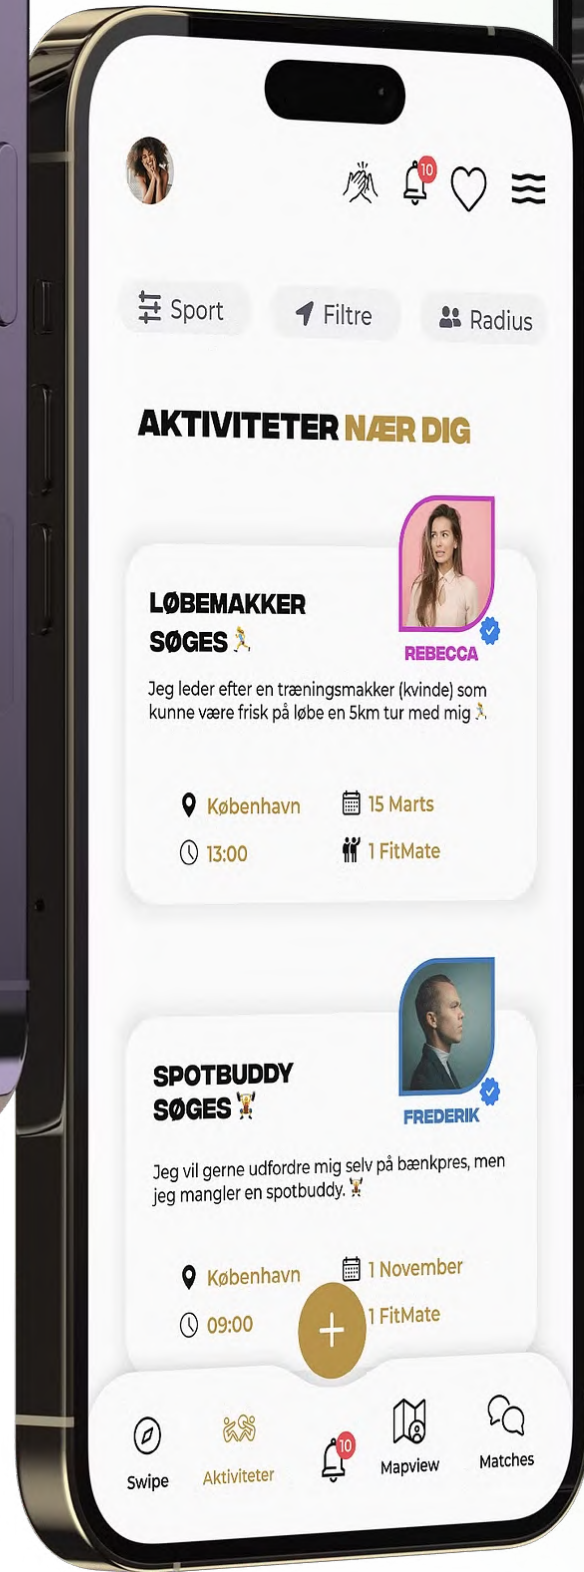 10
Sport
Filtre
Radius
AKTIVITETER NÆR DIG
LØBEMAKKER
SØGES
REBECCA
Jeg leder efter en træningsmakker (kvinde) som
kunne være frisk på løbe en 5km tur med mig
København
15 Marts
13:00
1 FitMate
SPOTBUDDY
SØGES
FREDERIK
Jeg vil gerne udfordre mig selv på bænkpres, men
jeg mangler en spotbuddy.
København
1 November
09:00
1 FitMate
Swipe
Aktiviteter
10
Mapview
Matches